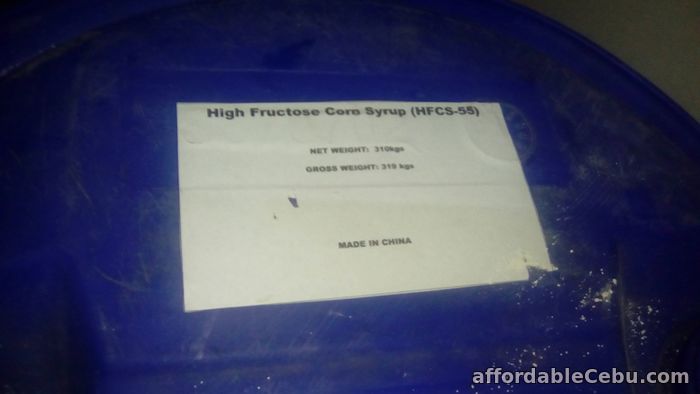 High Fructose Corn Syrup (HFCS-55)
NET WEIGHT: 310kgs
GROSS WEIGHT: 319 kgs
MADE IN CHINA
affordableCebu.com